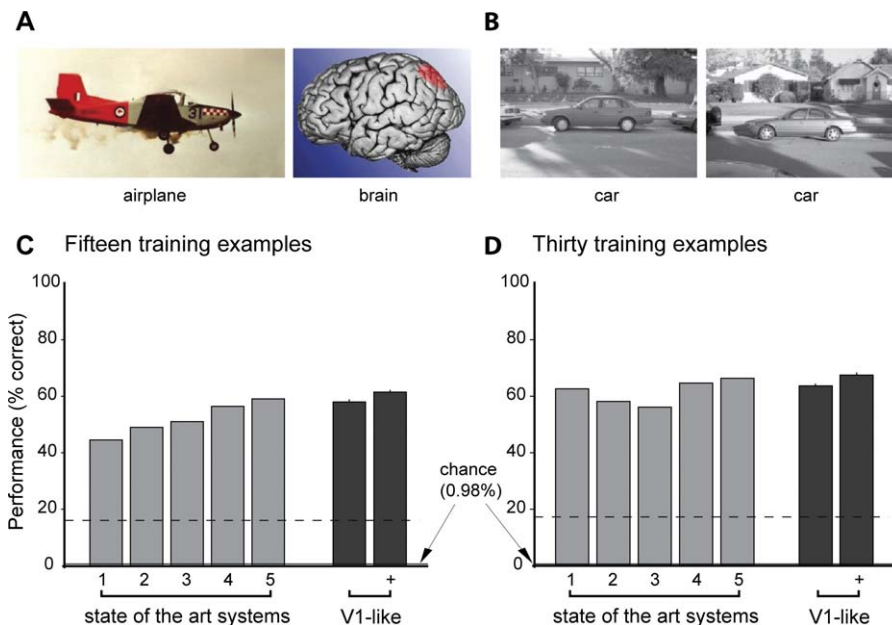 A
B
airplane
brain
car
car
C Fifteen training examples
D Thirty training examples
Performance (% correct)
100
80
60
40
20
0
1 2 3 4 5 +
state of the art systems V1-like
chance
(0.98%)
100
80
60
40
20
0
1 2 3 4 5 +
state of the art systems V1-like